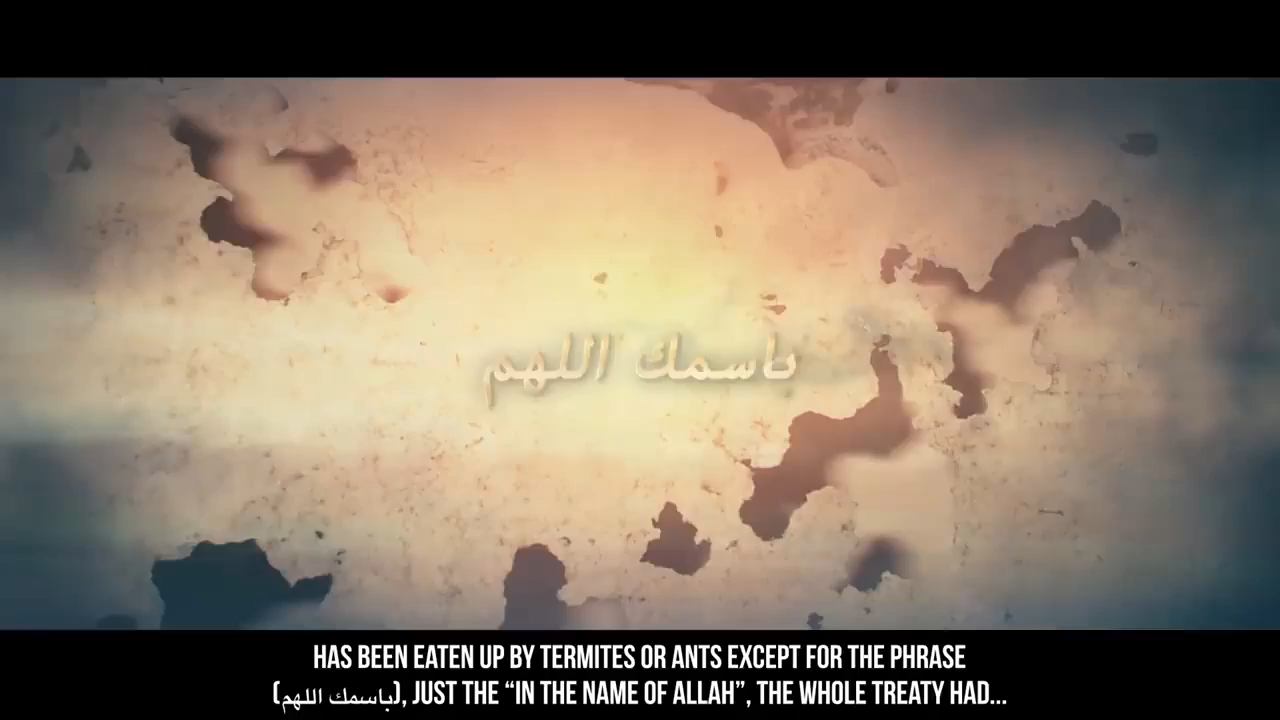 باسمك اللهم
HAS BEEN EATEN UP BY TERMITES OR ANTS EXCEPT FOR THE PHRASE
(باسمك اللهم), JUST THE “IN THE NAME OF ALLAH”, THE WHOLE TREATY HAD...